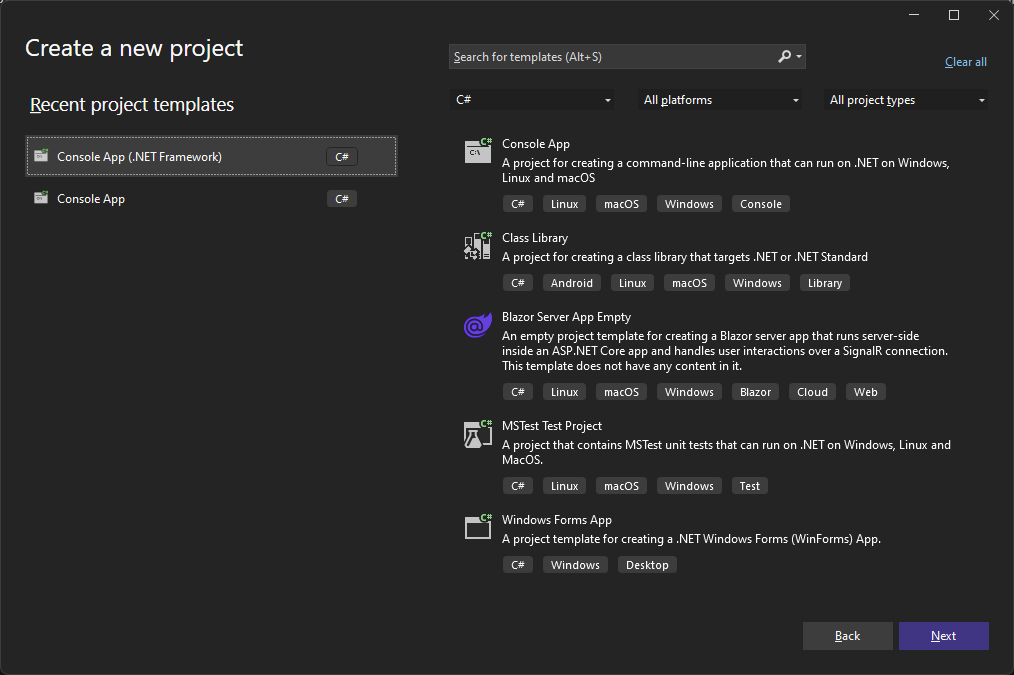 Create a new project
Search for templates (Alt+S)
Clear all
Recent project templates
C#
All platforms
All project types
Console App (.NET Framework)
C#
Console App
C#
C#
C:\
Console App
A project for creating a command-line application that can run on .NET on Windows,
Linux and macOS
C# Linux macOS Windows Console
C#
Class Library
A project for creating a class library that targets .NET or .NET Standard
C# Android Linux macOS Windows Library
Blazor Server App Empty
An empty project template for creating a Blazor server app that runs server-side
inside an ASP.NET Core app and handles user interactions over a SignalR connection.
This template does not have any content in it.
C# Linux macOS Windows Blazor Cloud Web
C#
MSTest Test Project
A project that contains MSTest unit tests that can run on .NET on Windows, Linux and
MacOS.
C# Linux macOS Windows Test
C#
Windows Forms App
A project template for creating a .NET Windows Forms (WinForms) App.
C# Windows Desktop
Back
Next